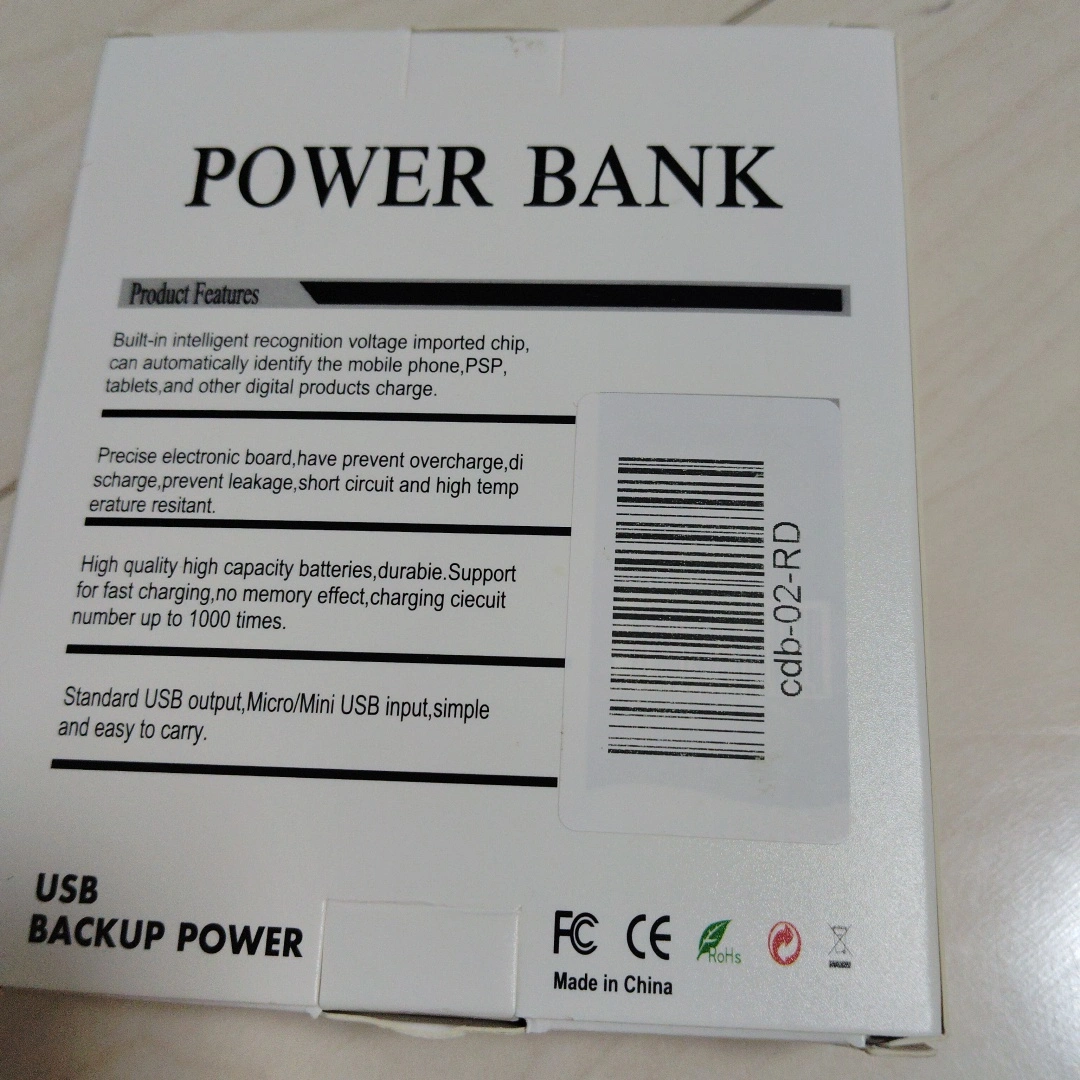 POWER BANK
Product Features
Built-in intelligent recognition voltage imported chip,
can automatically identify the mobile phone,PSP,
tablets,and other digital products charge.
Precise electronic board,have prevent overcharge,di
scharge,prevent leakage,short circuit and high temp
erature resitant.
High quality high capacity batteries,durabie.Support
for fast charging,no memory effect,charging ciecuit
number up to 1000 times.
Standard USB output,Micro/Mini USB input,simple
and easy to carry.
cdb-02-RD
USB
BACKUP POWER
FC CE RoHs
Made in China